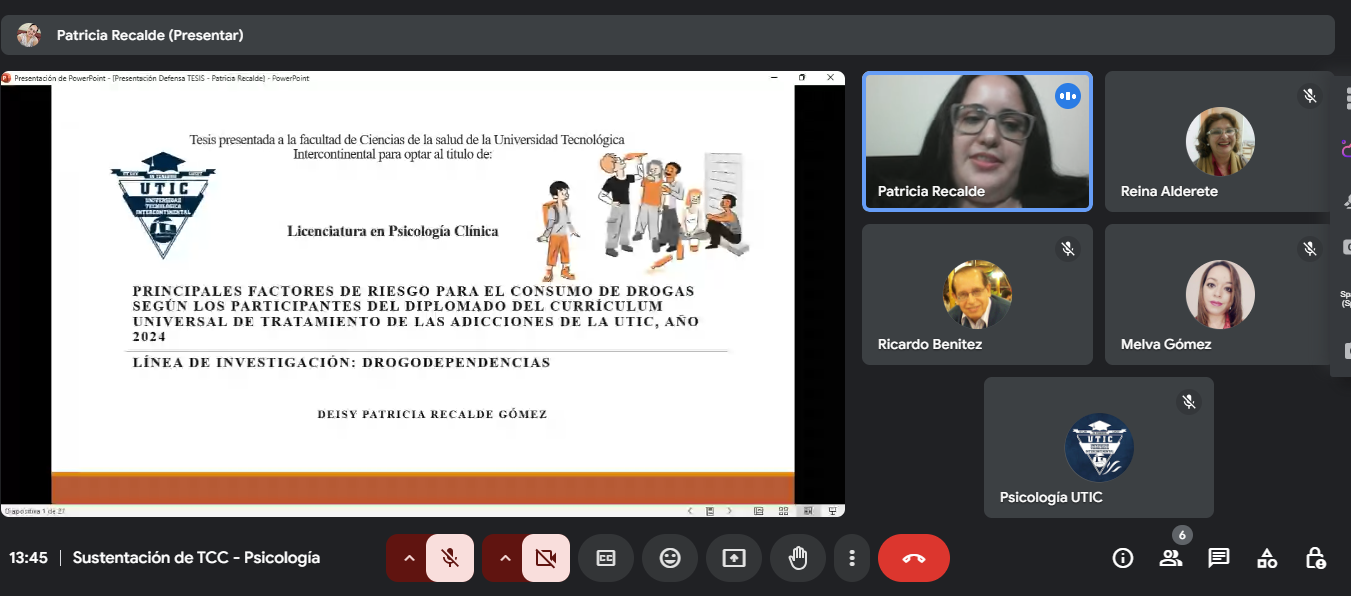 Patricia Recalde (Presentar)
Presentación de PowerPoint - [Presentación Defensa TESIS - Patricia Recalde] - PowerPoint
Tesis presentada a la facultad de Ciencias de la salud de la Universidad Tecnológica
Intercontinental para optar al titulo de:
UTIC
UNIVERSIDAD
TECNOLÓGICA
INTERCONTINENTAL
Licenciatura en Psicología Clínica
PRINCIPALES FACTORES DE RIESGO PARA EL CONSUMO DE DROGAS
SEGÚN LOS PARTICIPANTES DEL DIPLOMADO DEL CURRÍCULUM
UNIVERSAL DE TRATAMIENTO DE LAS ADICCIONES DE LA UTIC, AÑO
2024
LÍNEA DE INVESTIGACIÓN: DROGODEPENDENCIAS
DEISY PATRICIA RECALDE GÓMEZ
Diapositiva 1 de 27
Patricia Recalde
Reina Alderete
Ricardo Benitez
Melva Gómez
UTIC
Psicología UTIC
13:45 | Sustentación de TCC - Psicología
CC
6